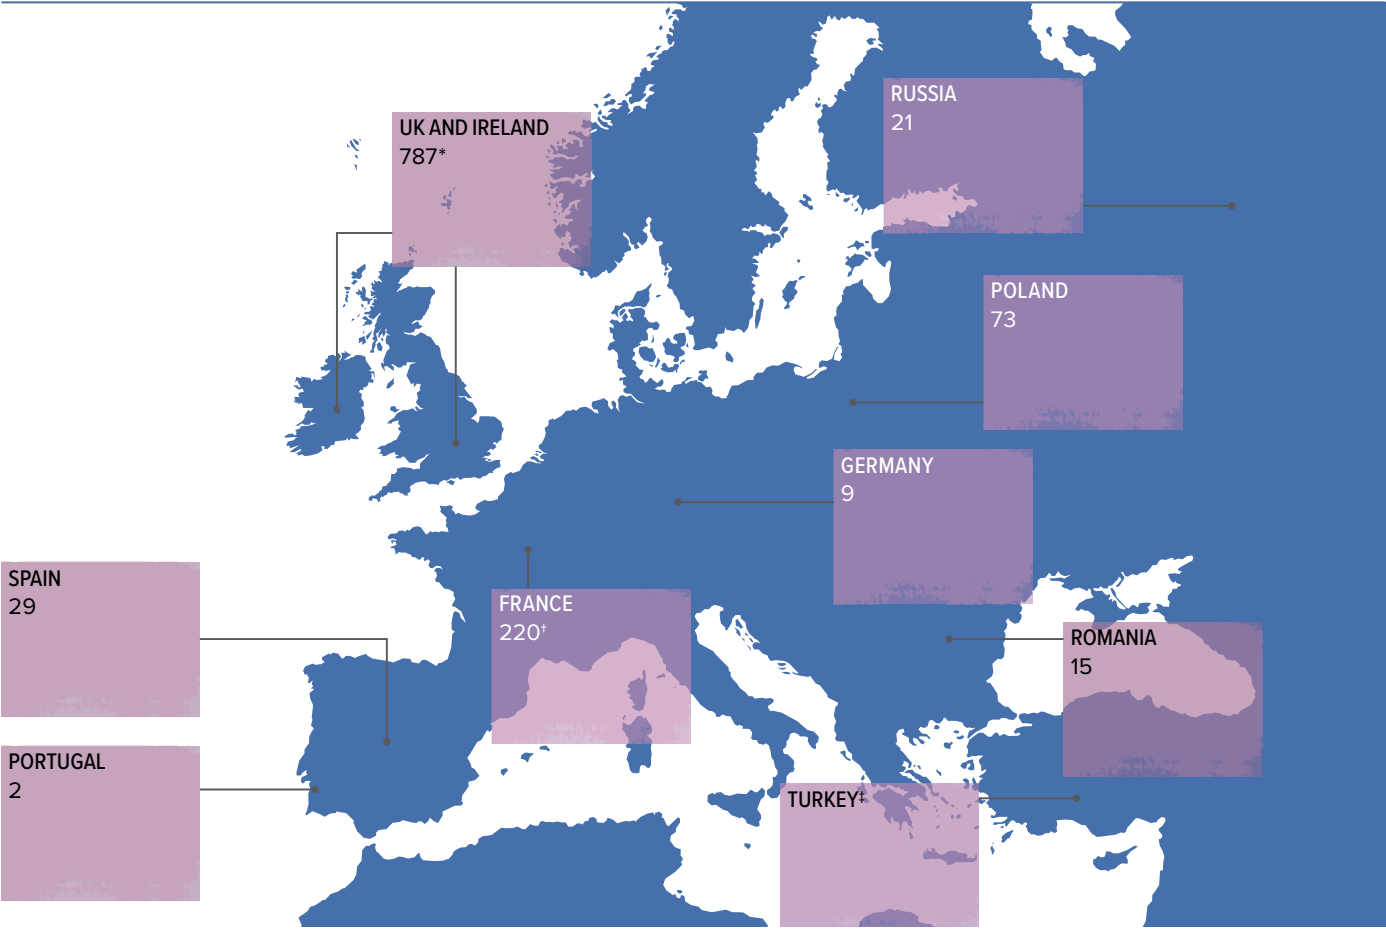 UK AND IRELAND
787*
RUSSIA
21
POLAND
73
GERMANY
9
SPAIN
29
FRANCE
220†
ROMANIA
15
PORTUGAL
2
TURKEY‡